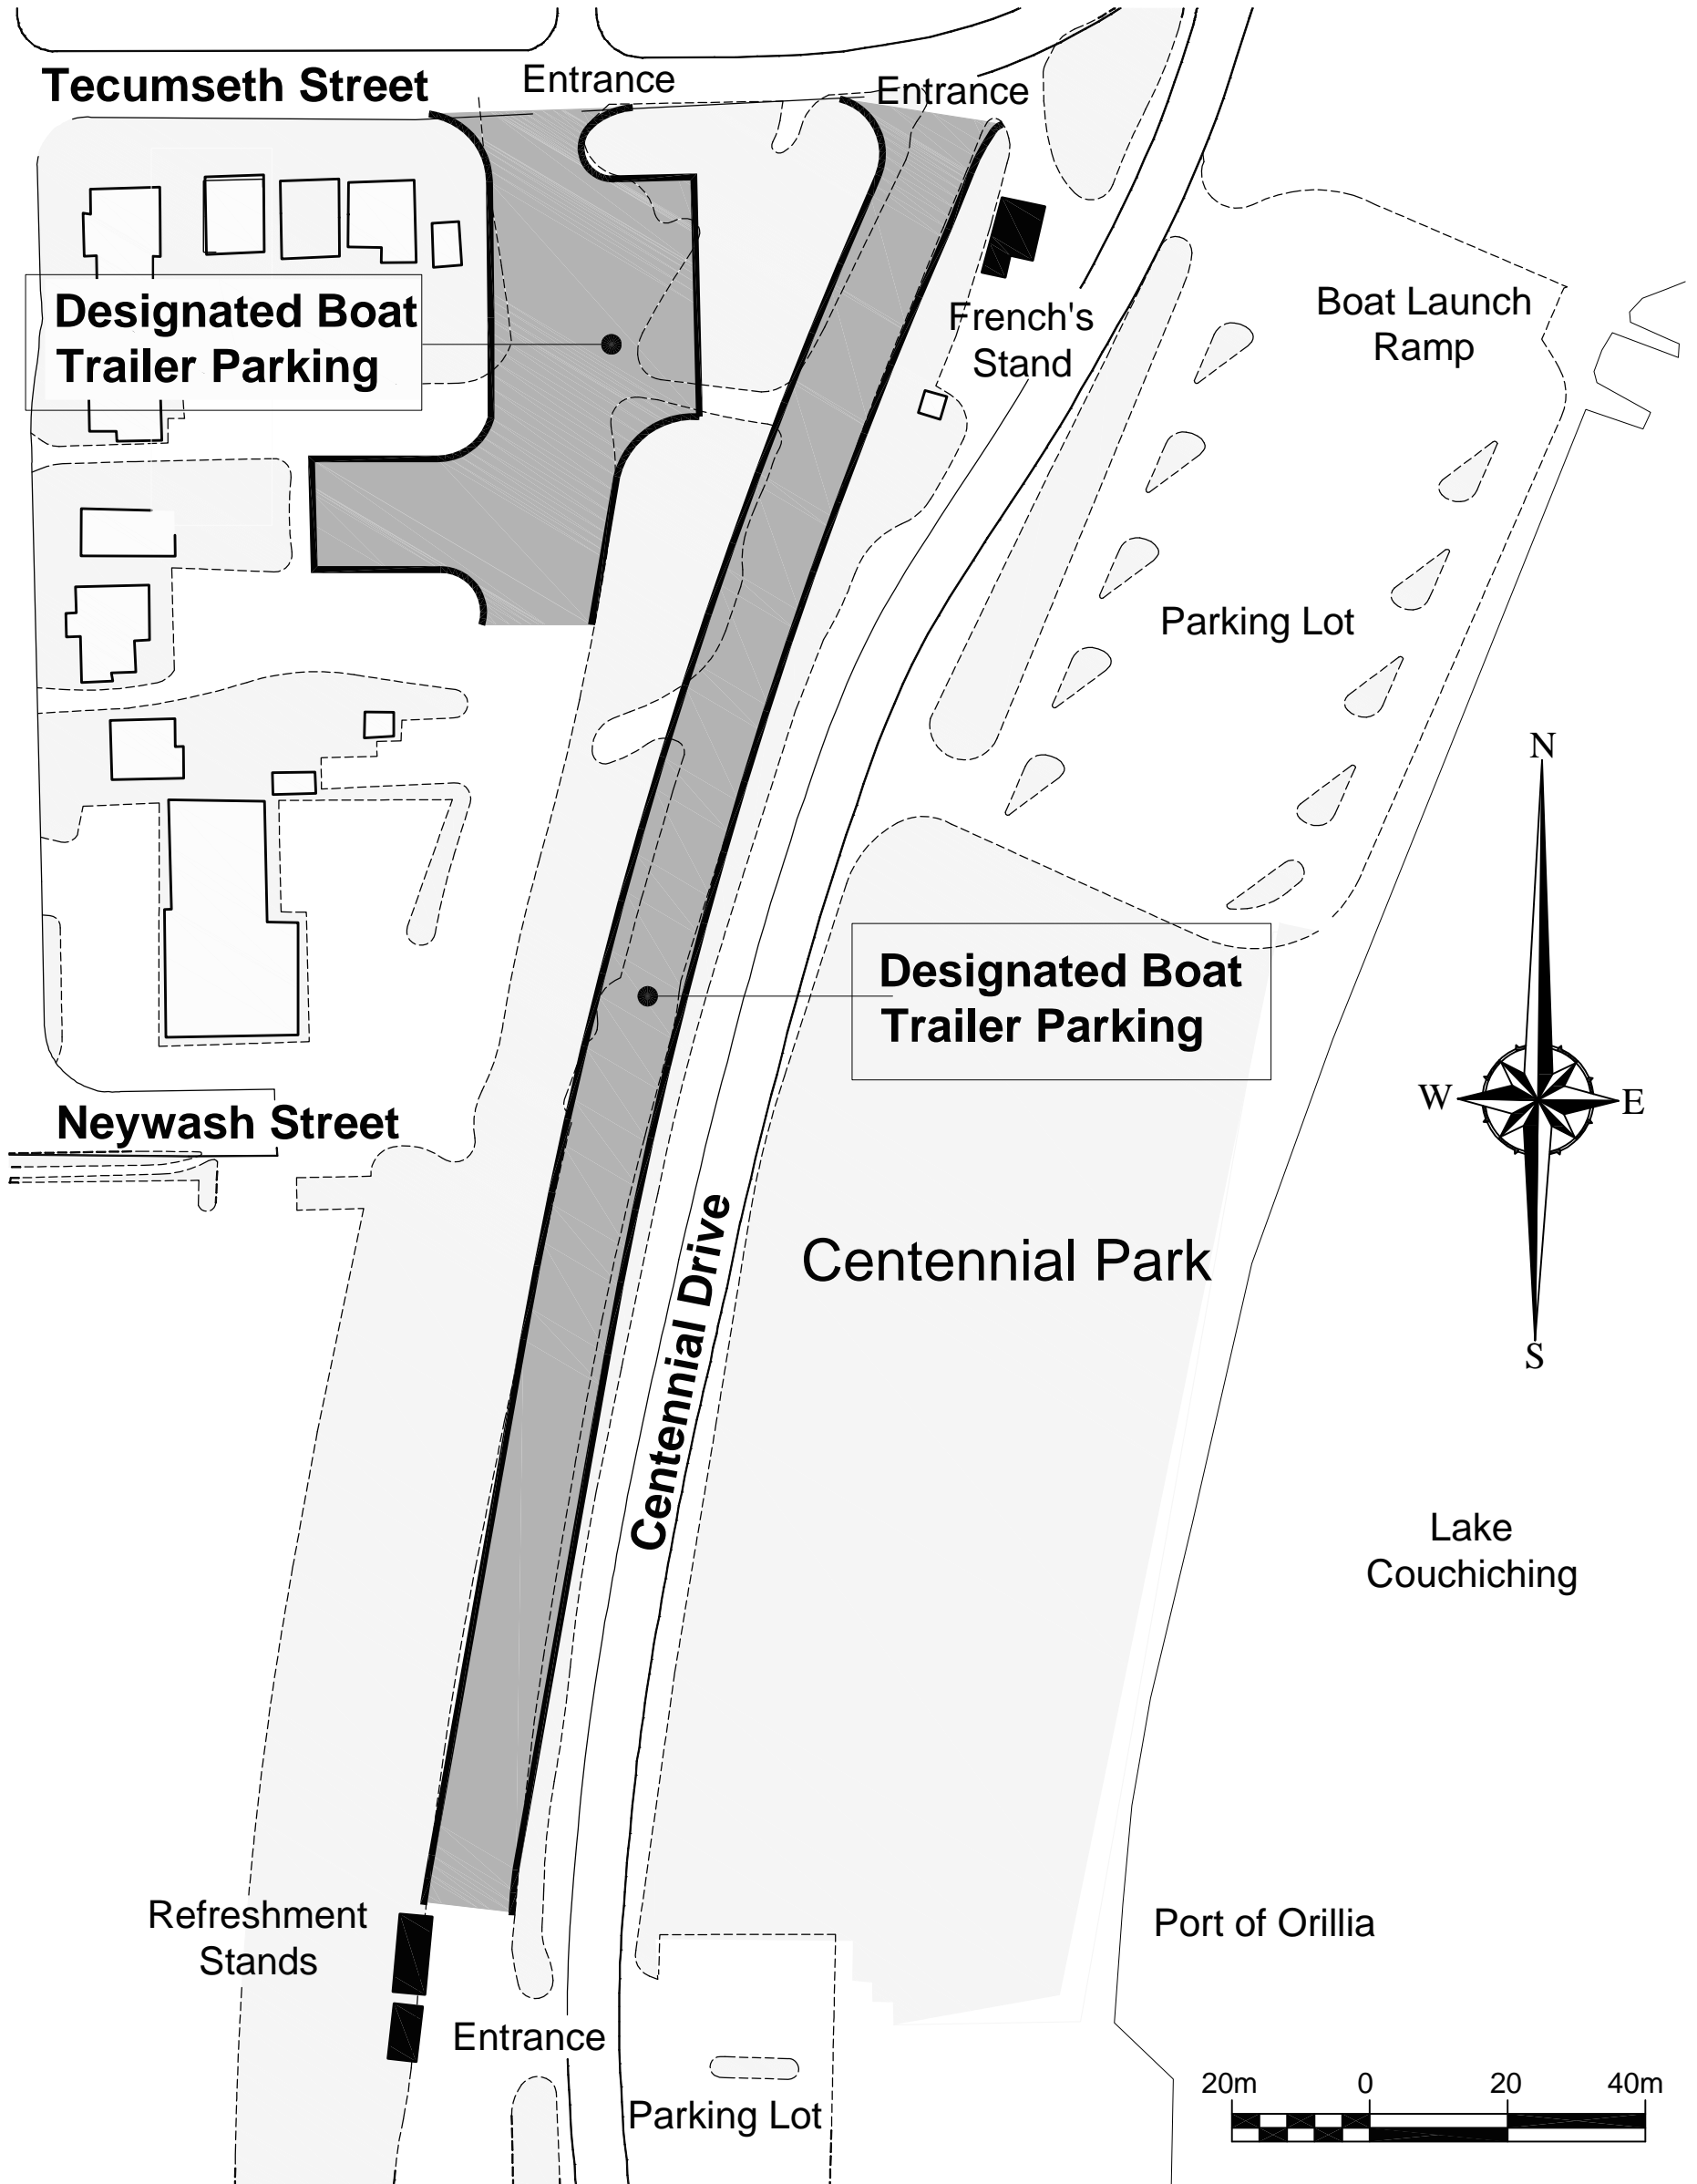 Tecumseth Street
Entrance
Entrance
Designated Boat
Trailer Parking
French's
Stand
Boat Launch
Ramp
Parking Lot
N
W
E
S
Designated Boat
Trailer Parking
Neywash Street
Centennial Drive
Centennial Park
Lake
Couchiching
Refreshment
Stands
Port of Orillia
Entrance
Parking Lot
20m 0 20 40m